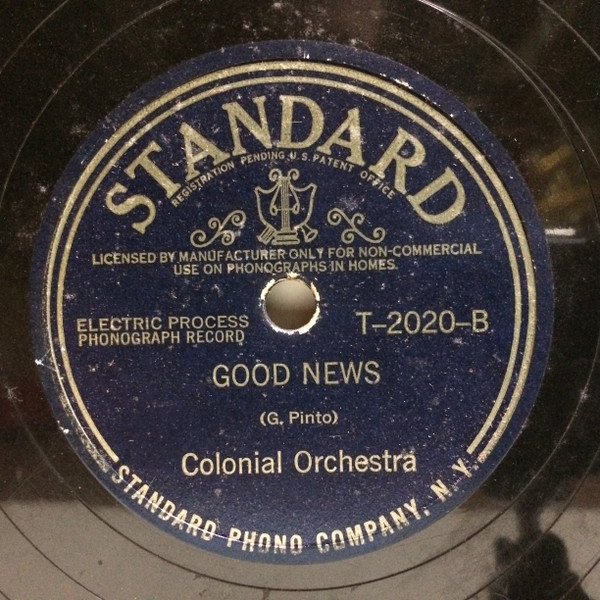 STANDARD
REGISTRATION PENDING U.S. PATENT OFFICE
LICENSED BY MANUFACTURER ONLY FOR NON-COMMERCIAL
USE ON PHONOGRAPHS IN HOMES.
ELECTRIC PROCESS
PHONOGRAPH RECORD
T-2020-B
GOOD NEWS
(G. Pinto)
Colonial Orchestra
STANDARD PHONO COMPANY, N. Y.